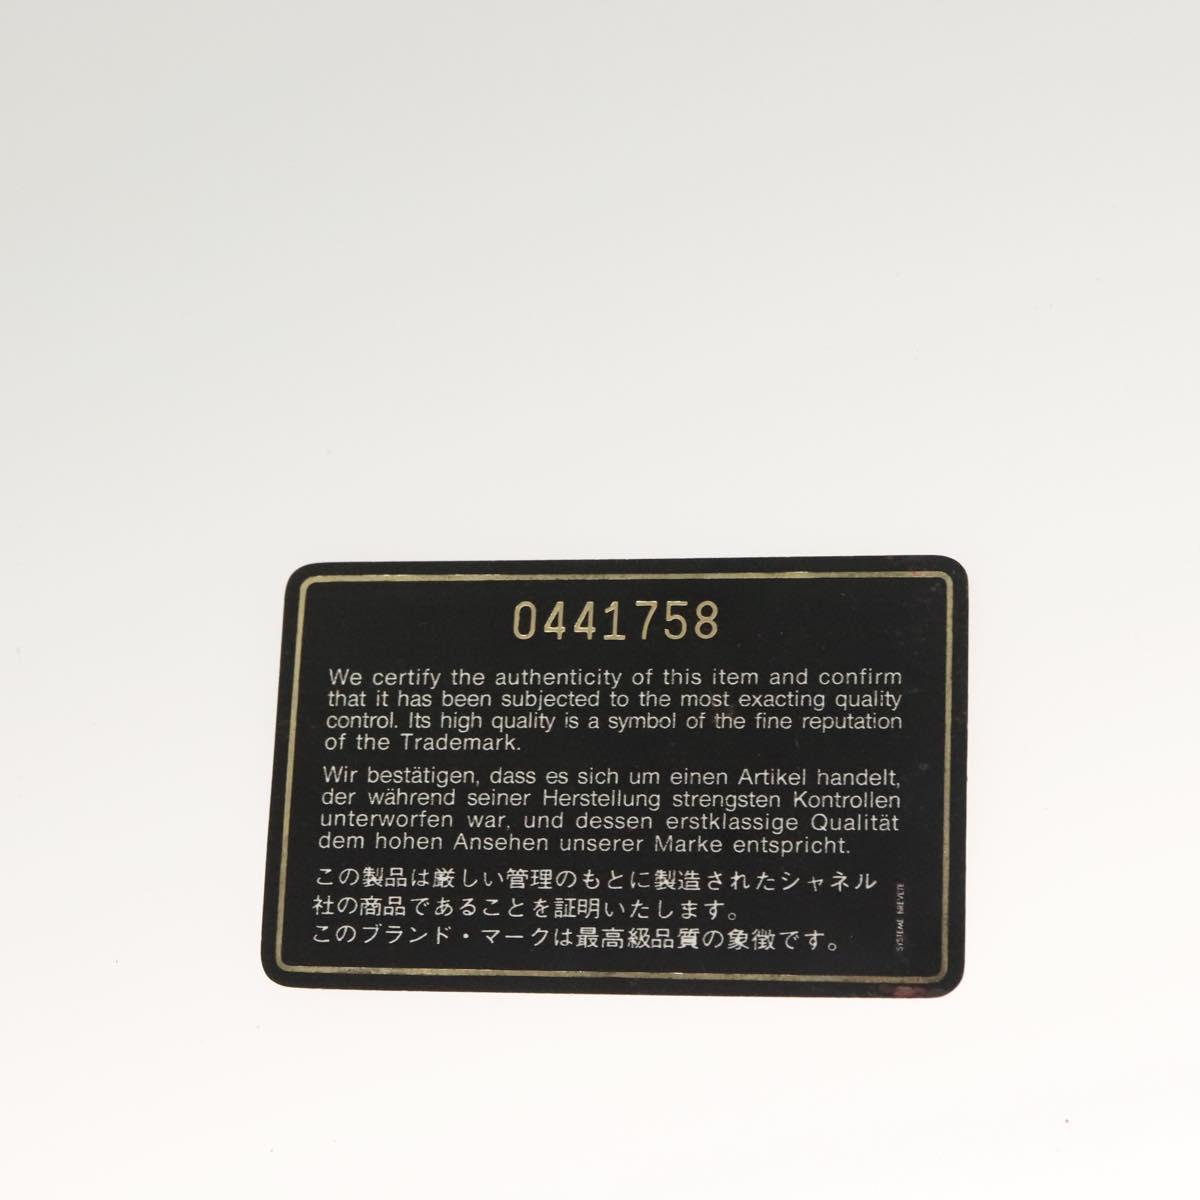 0441758
We certify the authenticity of this item and confirm
that it has been subjected to the most exacting quality
control. Its high quality is a symbol of the fine reputation
of the Trademark.
Wir bestätigen, dass es sich um einen Artikel handelt,
der während seiner Herstellung strengsten Kontrollen
unterworfen war, und dessen erstklassige Qualität
dem hohen Ansehen unserer Marke entspricht.
この製品は厳しい管理のもとに製造されたシャネル
社の商品であることを証明いたします。
このブランド・マークは最高級品質の象徴です。
SYSTEME BREVETE